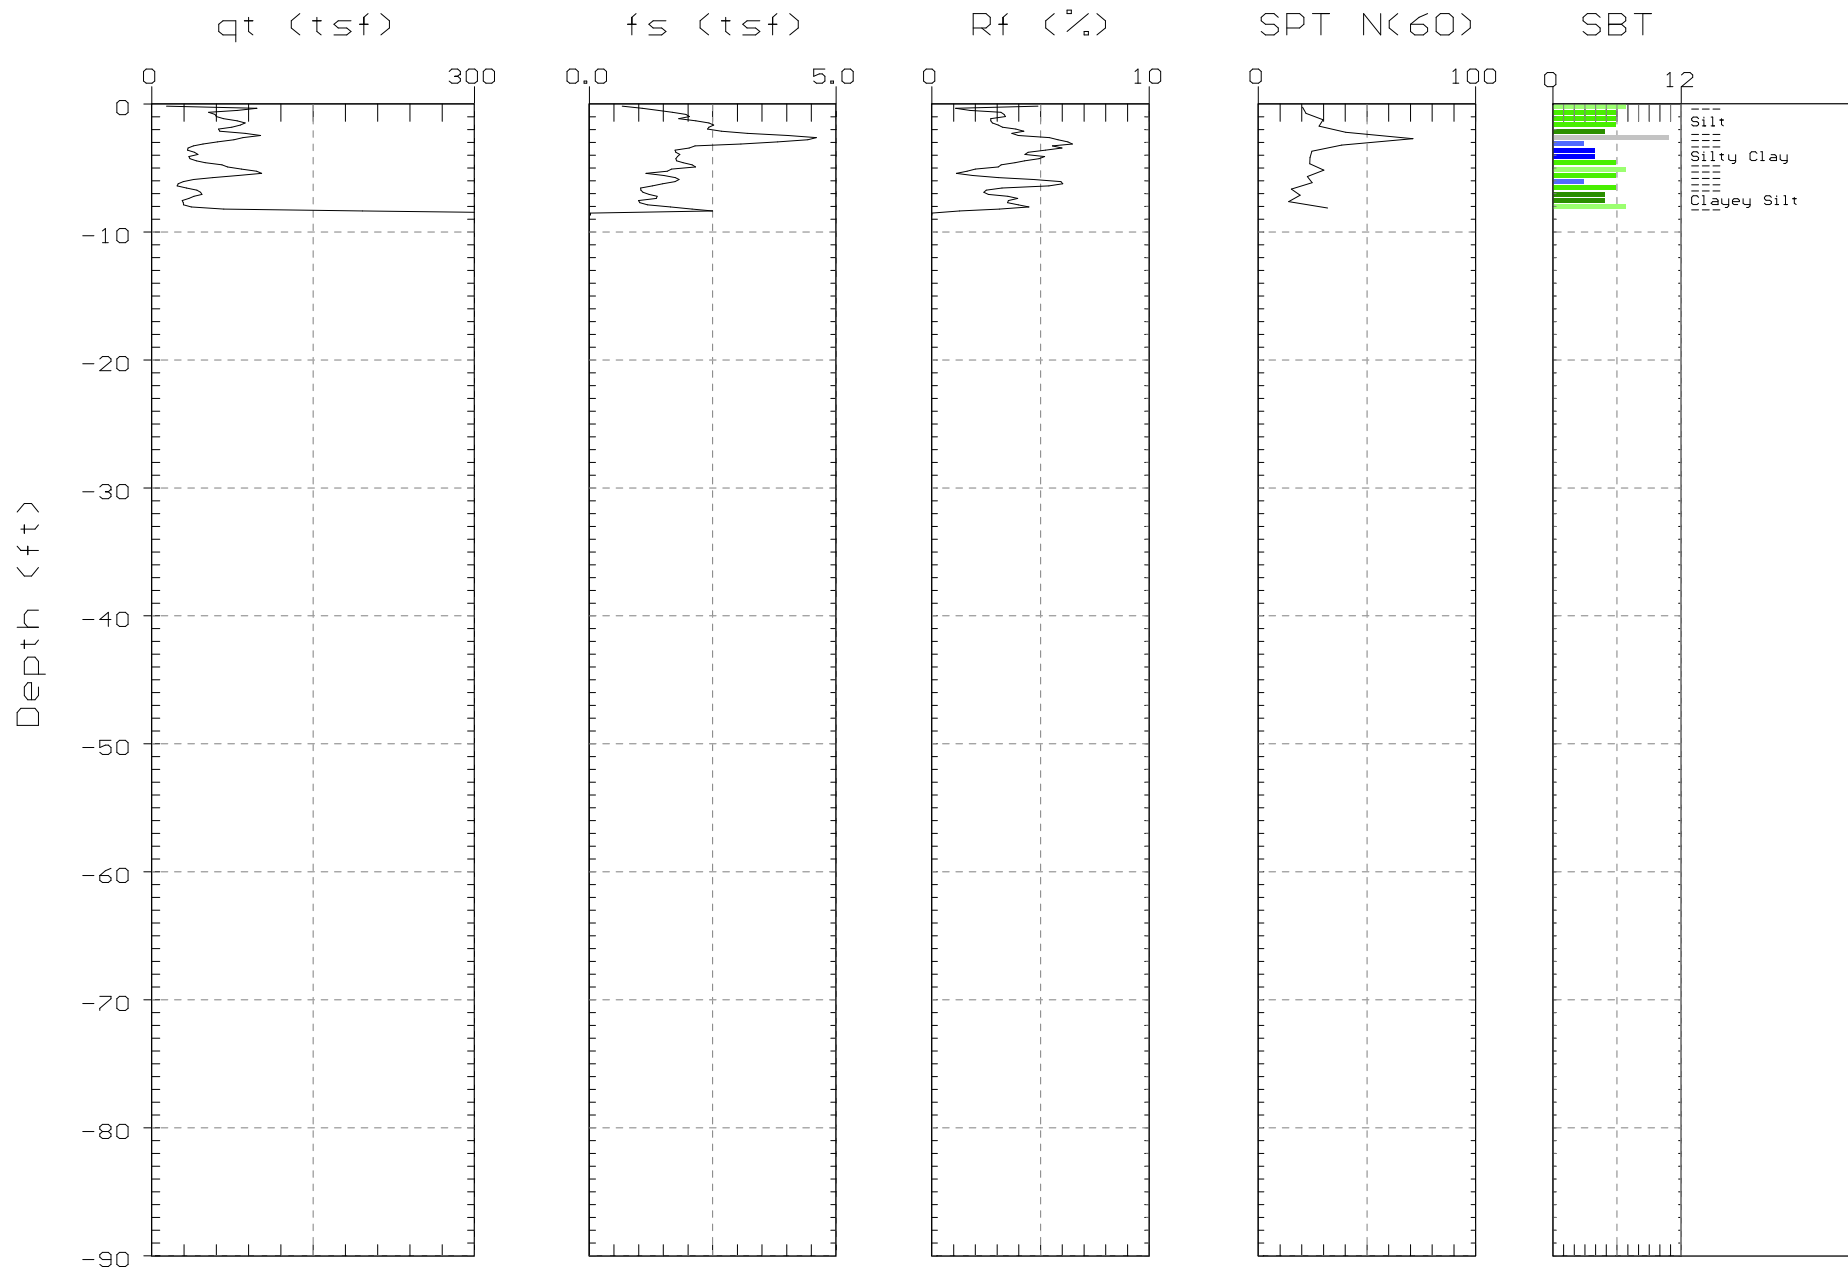 qt (tsf) fs (tsf) Rf (%) SPT N(60) SBT
0 300 0.0 5.0 0 10 0 100 0 12
0
Silt
Silty Clay
Clayey Silt
-10
-20
-30
-40
-50
-60
-70
-80
-90
Depth (ft)